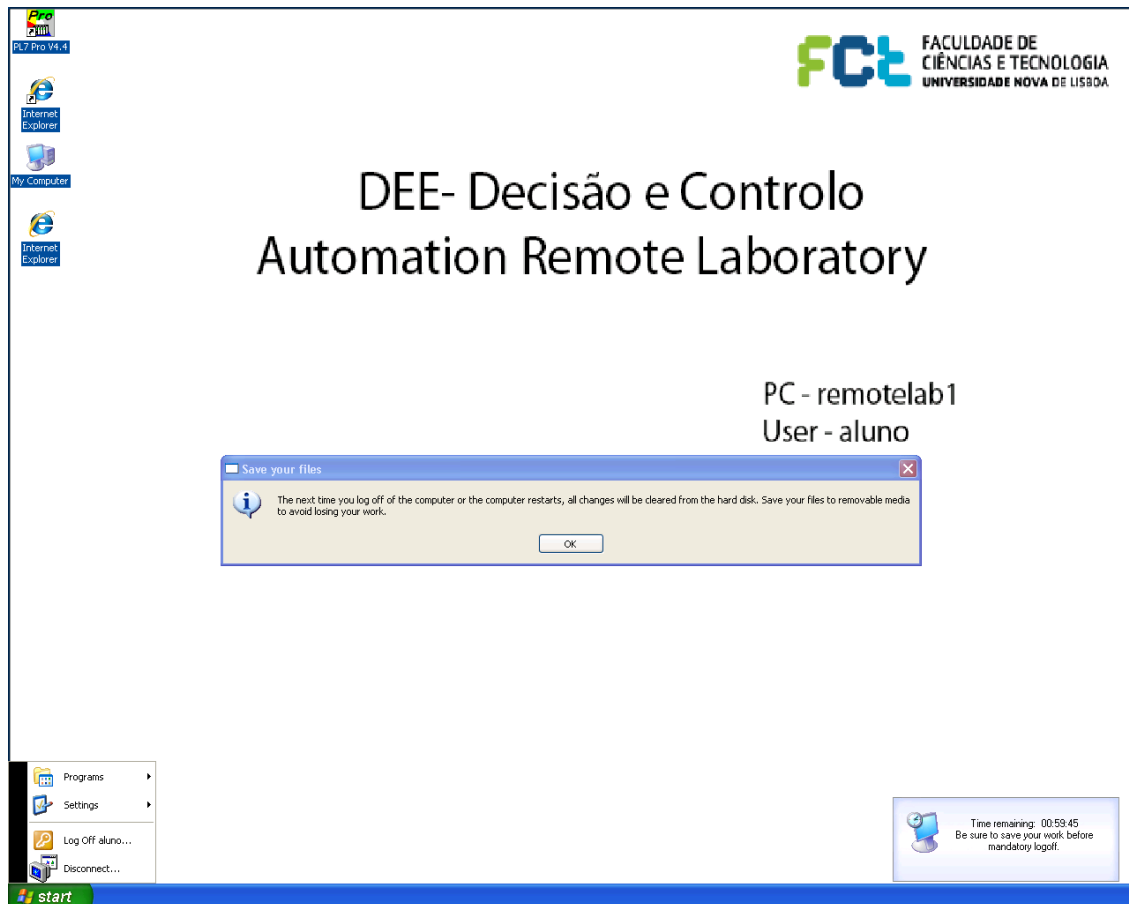 Pro
PL7 Pro V4.4
Internet
Explorer
My Computer
Internet
Explorer
FCt
FACULDADE DE
CIÊNCIAS E TECNOLOGIA
UNIVERSIDADE NOVA DE LISBOA
DEE- Decisão e Controlo
Automation Remote Laboratory
PC - remotelab1
User - aluno
Save your files
The next time you log off of the computer or the computer restarts, all changes will be cleared from the hard disk. Save your files to removable media
to avoid losing your work.
OK
Programs
Settings
Log Off aluno...
Disconnect...
Time remaining: 00:59:45
Be sure to save your work before
mandatory logoff.
start